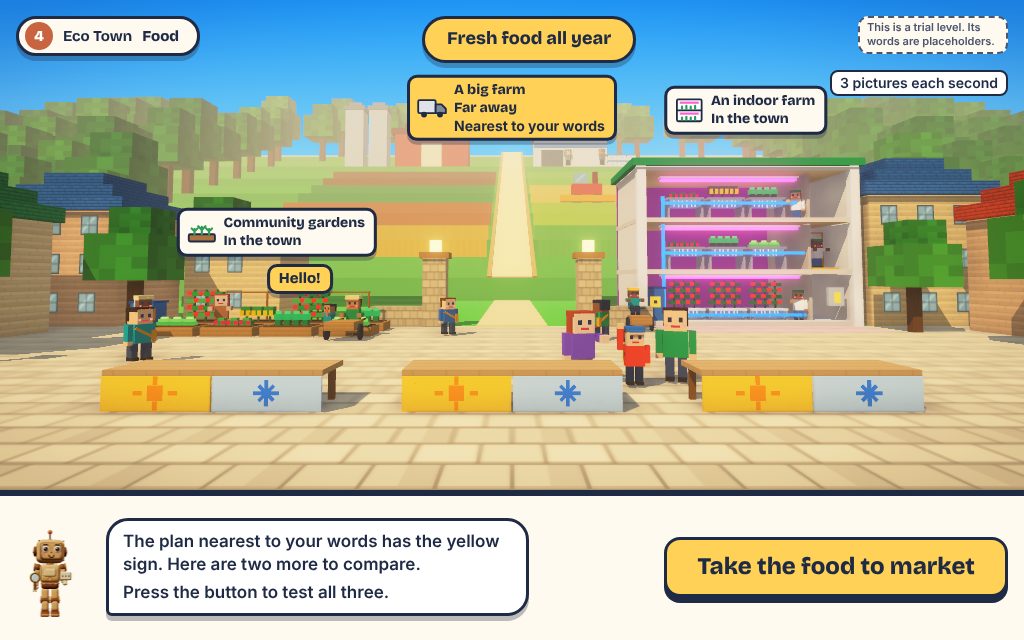 4 Eco Town Food
Fresh food all year
This is a trial level. Its
words are placeholders.
3 pictures each second
A big farm
Far away
Nearest to your words
An indoor farm
In the town
Community gardens
In the town
Hello!
The plan nearest to your words has the yellow
sign. Here are two more to compare.
Press the button to test all three.
Take the food to market